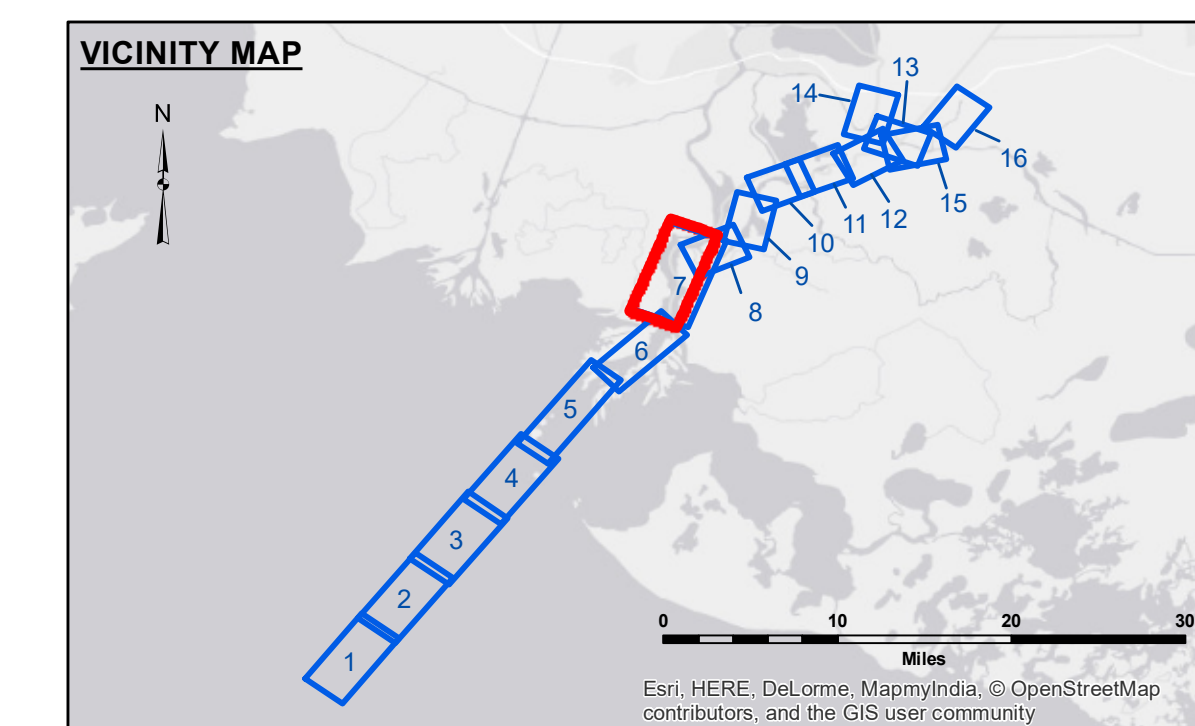 VICINITY MAP
N
13
14
16
15
12
11
10
9
8
7
6
5
4
3
2
1
0 10 20 30
Miles
Esri, HERE, DeLorme, MapmyIndia, © OpenStreetMap
contributors, and the GIS user community